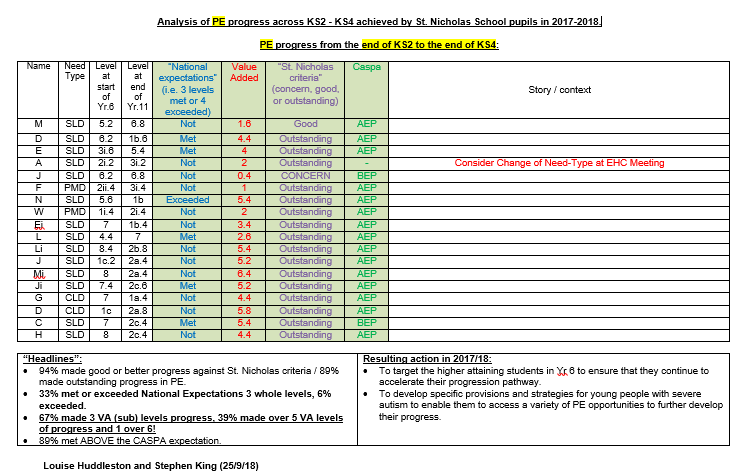 Analysis of PE progress across KS2 - KS4 achieved by St. Nicholas School pupils in 2017-2018.
PE progress from the end of KS2 to the end of KS4:
Name Need Type Level at start of Yr.6 Level at end of Yr.11 "National expectations" (i.e. 3 levels met or 4 exceeded) Value Added "St. Nicholas criteria" (concern, good, or outstanding) Caspa Story / context
M SLD 5.2 6.8 Not 1.6 Good AEP
D SLD 6.2 1b.6 Met 4.4 Outstanding AEP
E SLD 3i.6 5.4 Met 4 Outstanding AEP
A SLD 2i.2 3i.2 Not 2 Outstanding - Consider Change of Need-Type at EHC Meeting
J SLD 6.2 6.8 Not 0.4 CONCERN BEP
F PMD 2ii.4 3i.4 Not 1 Outstanding AEP
N SLD 5.6 1b Exceeded 5.4 Outstanding AEP
W PMD 1i.4 2i.4 Not 2 Outstanding AEP
Ei SLD 7 1b.4 Not 3.4 Outstanding AEP
L SLD 4.4 7 Met 2.6 Outstanding AEP
Li SLD 8.4 2b.8 Not 5.4 Outstanding AEP
J SLD 1c.2 2a.4 Not 5.2 Outstanding AEP
Mi SLD 8 2a.4 Not 6.4 Outstanding AEP
Ji SLD 7.4 2c.6 Met 5.2 Outstanding AEP
G CLD 7 1a.4 Not 4.4 Outstanding AEP
D CLD 1c 2a.8 Not 5.8 Outstanding AEP
C SLD 7 2c.4 Met 5.4 Outstanding BEP
H SLD 8 2c.4 Not 4.4 Outstanding AEP
"Headlines":
• 94% made good or better progress against St. Nicholas criteria / 89%
made outstanding progress in PE.
• 33% met or exceeded National Expectations 3 whole levels, 6%
exceeded.
• 67% made 3 VA (sub) levels progress, 39% made over 5 VA levels
of progress and 1 over 6!
• 89% met ABOVE the CASPA expectation.
Resulting action in 2017/18:
• To target the higher attaining students in Yr 6 to ensure that they continue to
accelerate their progression pathway.
• To develop specific provisions and strategies for young people with severe
autism to enable them to access a variety of PE opportunities to further develop
their progress.
Louise Huddleston and Stephen King (25/9/18)